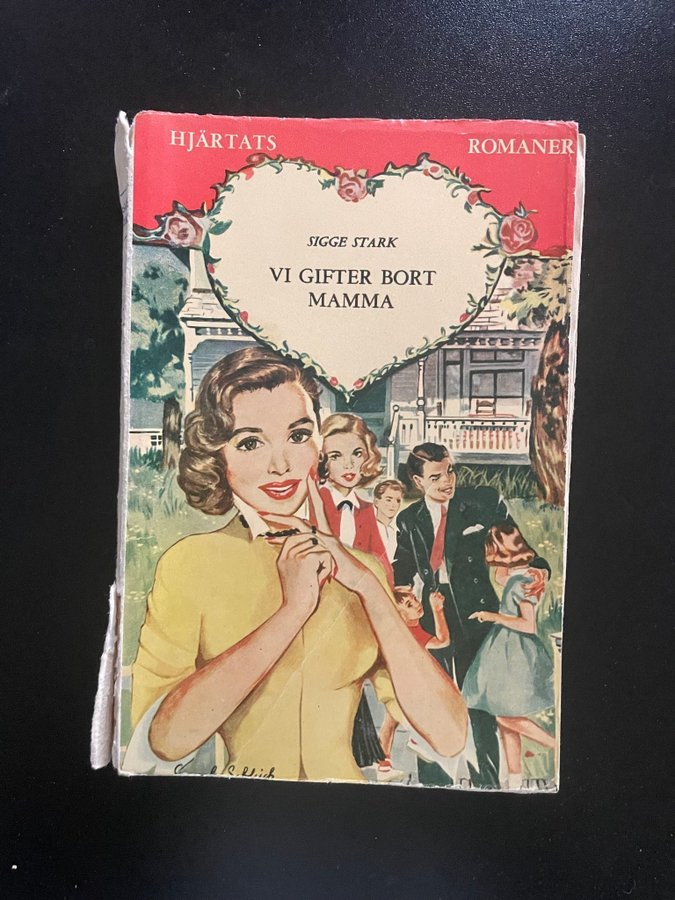 HJÄRTATS ROMANER
SIGGE STARK
VI GIFTER BORT
MAMMA